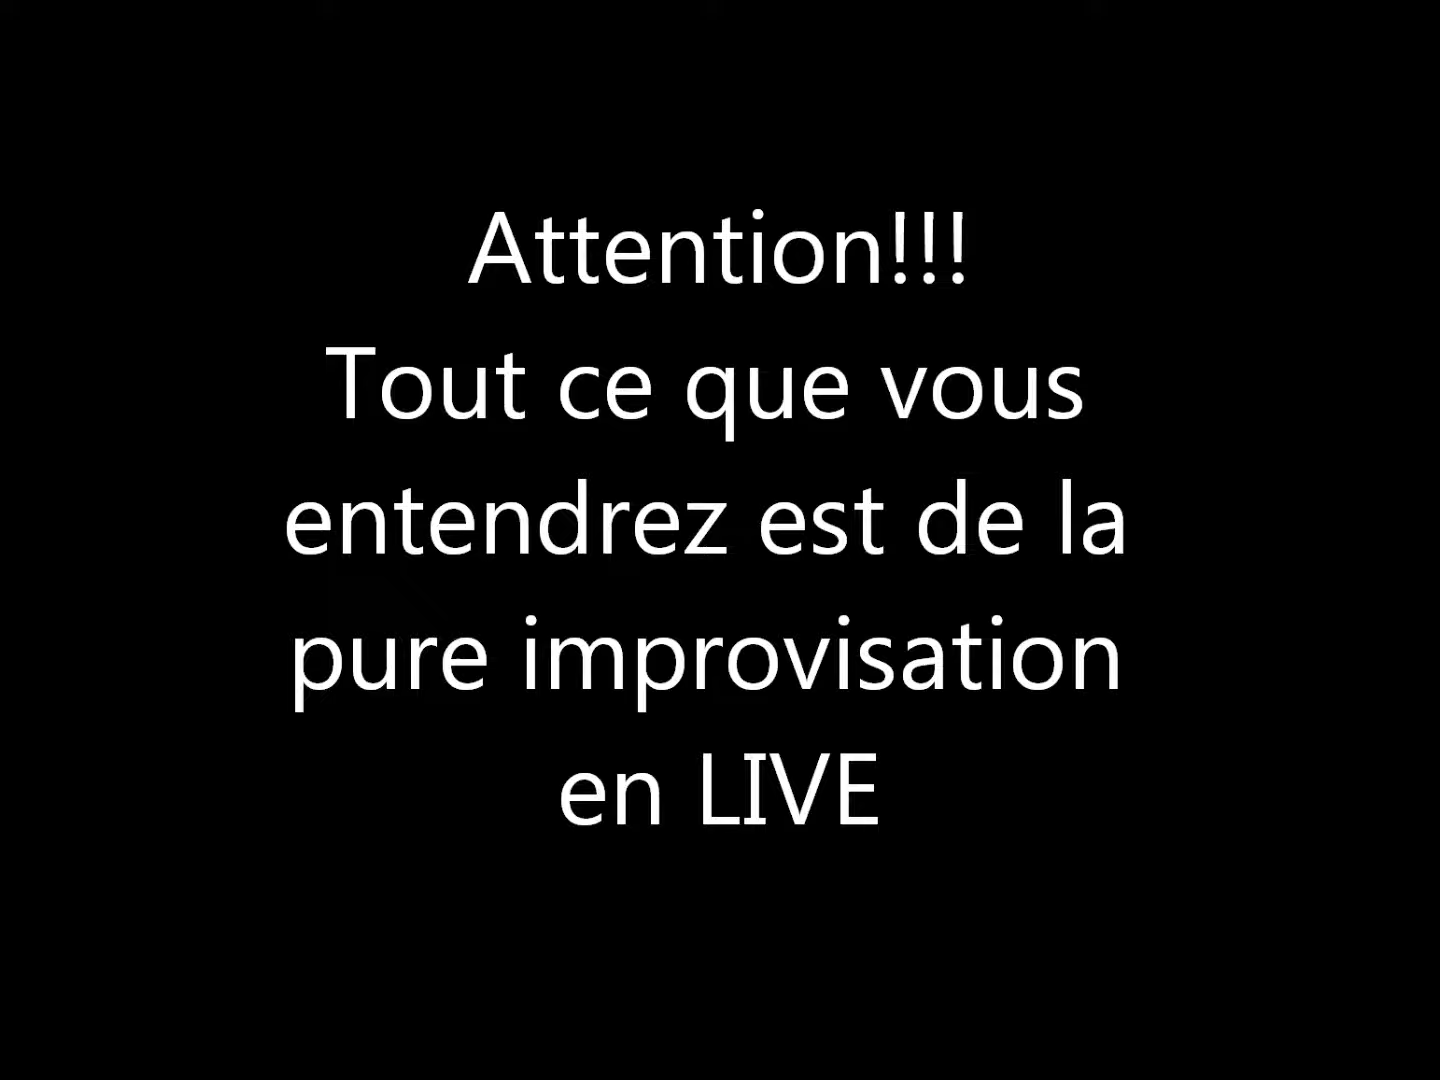 Attention!!!
Tout ce que vous
entendrez est de la
pure improvisation
en LIVE